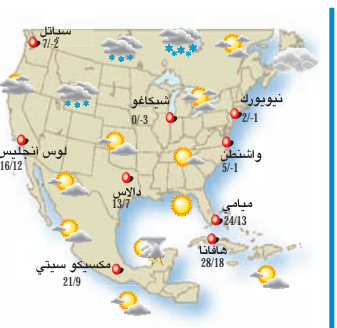 سياتل
7/-2
شيكاغو
0/-3
نيويورك
2/-1
واشنطن
5/-1
لوس أنجليس
16/12
دالاس
13/7
ميامي
24/13
هافانا
28/18
مكسيكو سيتي
21/9